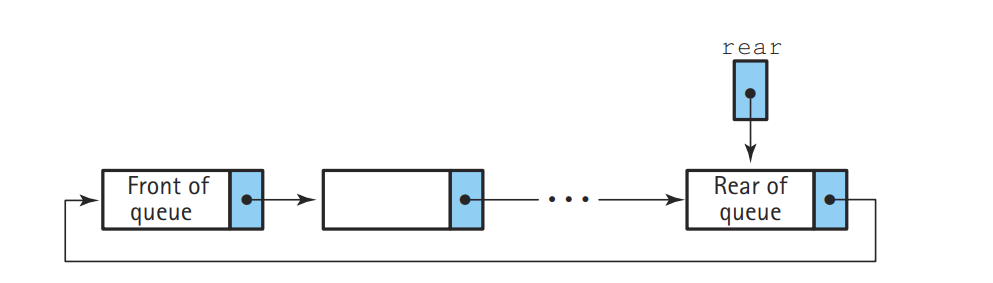 rear
Front of
queue
Rear of
queue